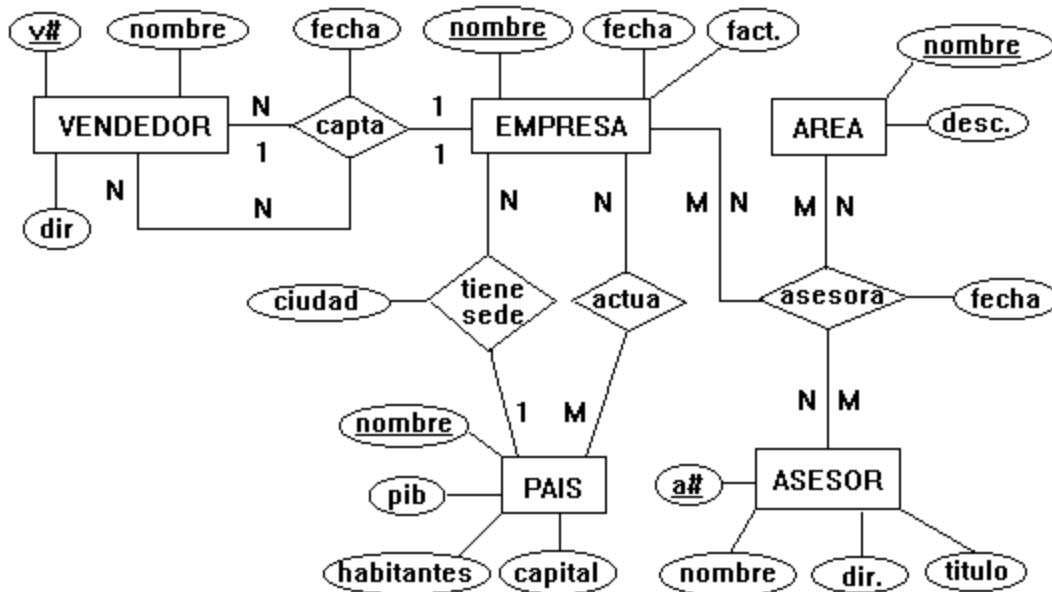 v#
nombre
fecha
nombre
fecha
fact.
nombre
VENDEDOR
N
1
capta
1
1
EMPRESA
AREA
desc.
N
N
dir
N
N
M
N
M
N
ciudad
tiene
sede
actua
asesora
fecha
1
M
N
M
nombre
pib
PAIS
habitantes
capital
a#
ASESOR
nombre
dir.
titulo